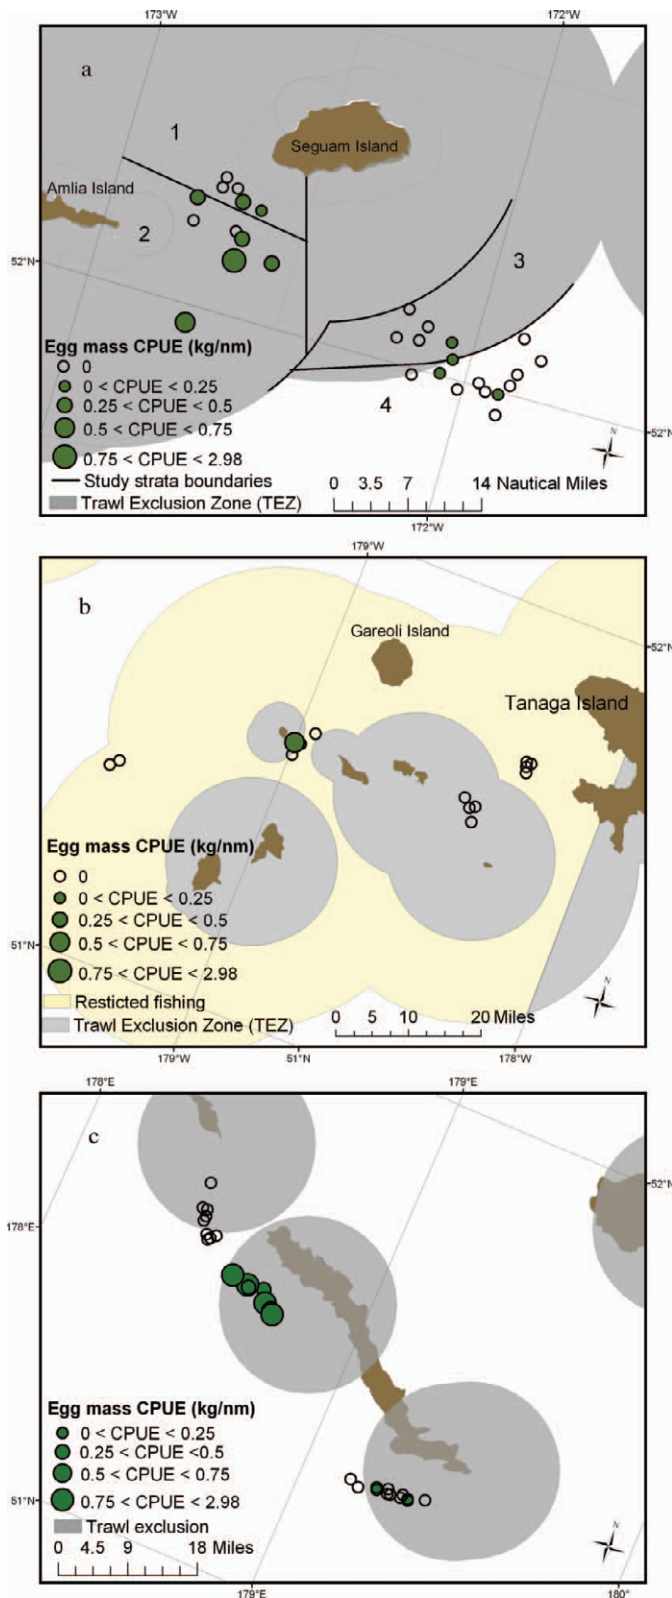 173°W 172°W
a
1
Seguam Island
Amlia Island
2
3
52°N
Egg mass CPUE (kg/nm)
0
0 < CPUE < 0.25
0.25 < CPUE < 0.5
0.5 < CPUE < 0.75
0.75 < CPUE < 2.98
Study strata boundaries
Trawl Exclusion Zone (TEZ)
4
52°N
N
0 3.5 7 14 Nautical Miles
172°W
179°W
b
Gareoli Island
52°N
Tanaga Island
Egg mass CPUE (kg/nm)
0
0 < CPUE < 0.25
0.25 < CPUE < 0.5
0.5 < CPUE < 0.75
0.75 < CPUE < 2.98
51°N
Resticted fishing
Trawl Exclusion Zone (TEZ)
N
0 5 10 20 Miles
179°W 51°N 178°W
178°E 179°E
c
52°N
178°E
Egg mass CPUE (kg/nm)
0 < CPUE < 0.25
0.25 < CPUE <0.5
0.5 < CPUE < 0.75
0.75 < CPUE < 2.98
51°N
Trawl exclusion
0 4.5 9 18 Miles
N
179°E 180°